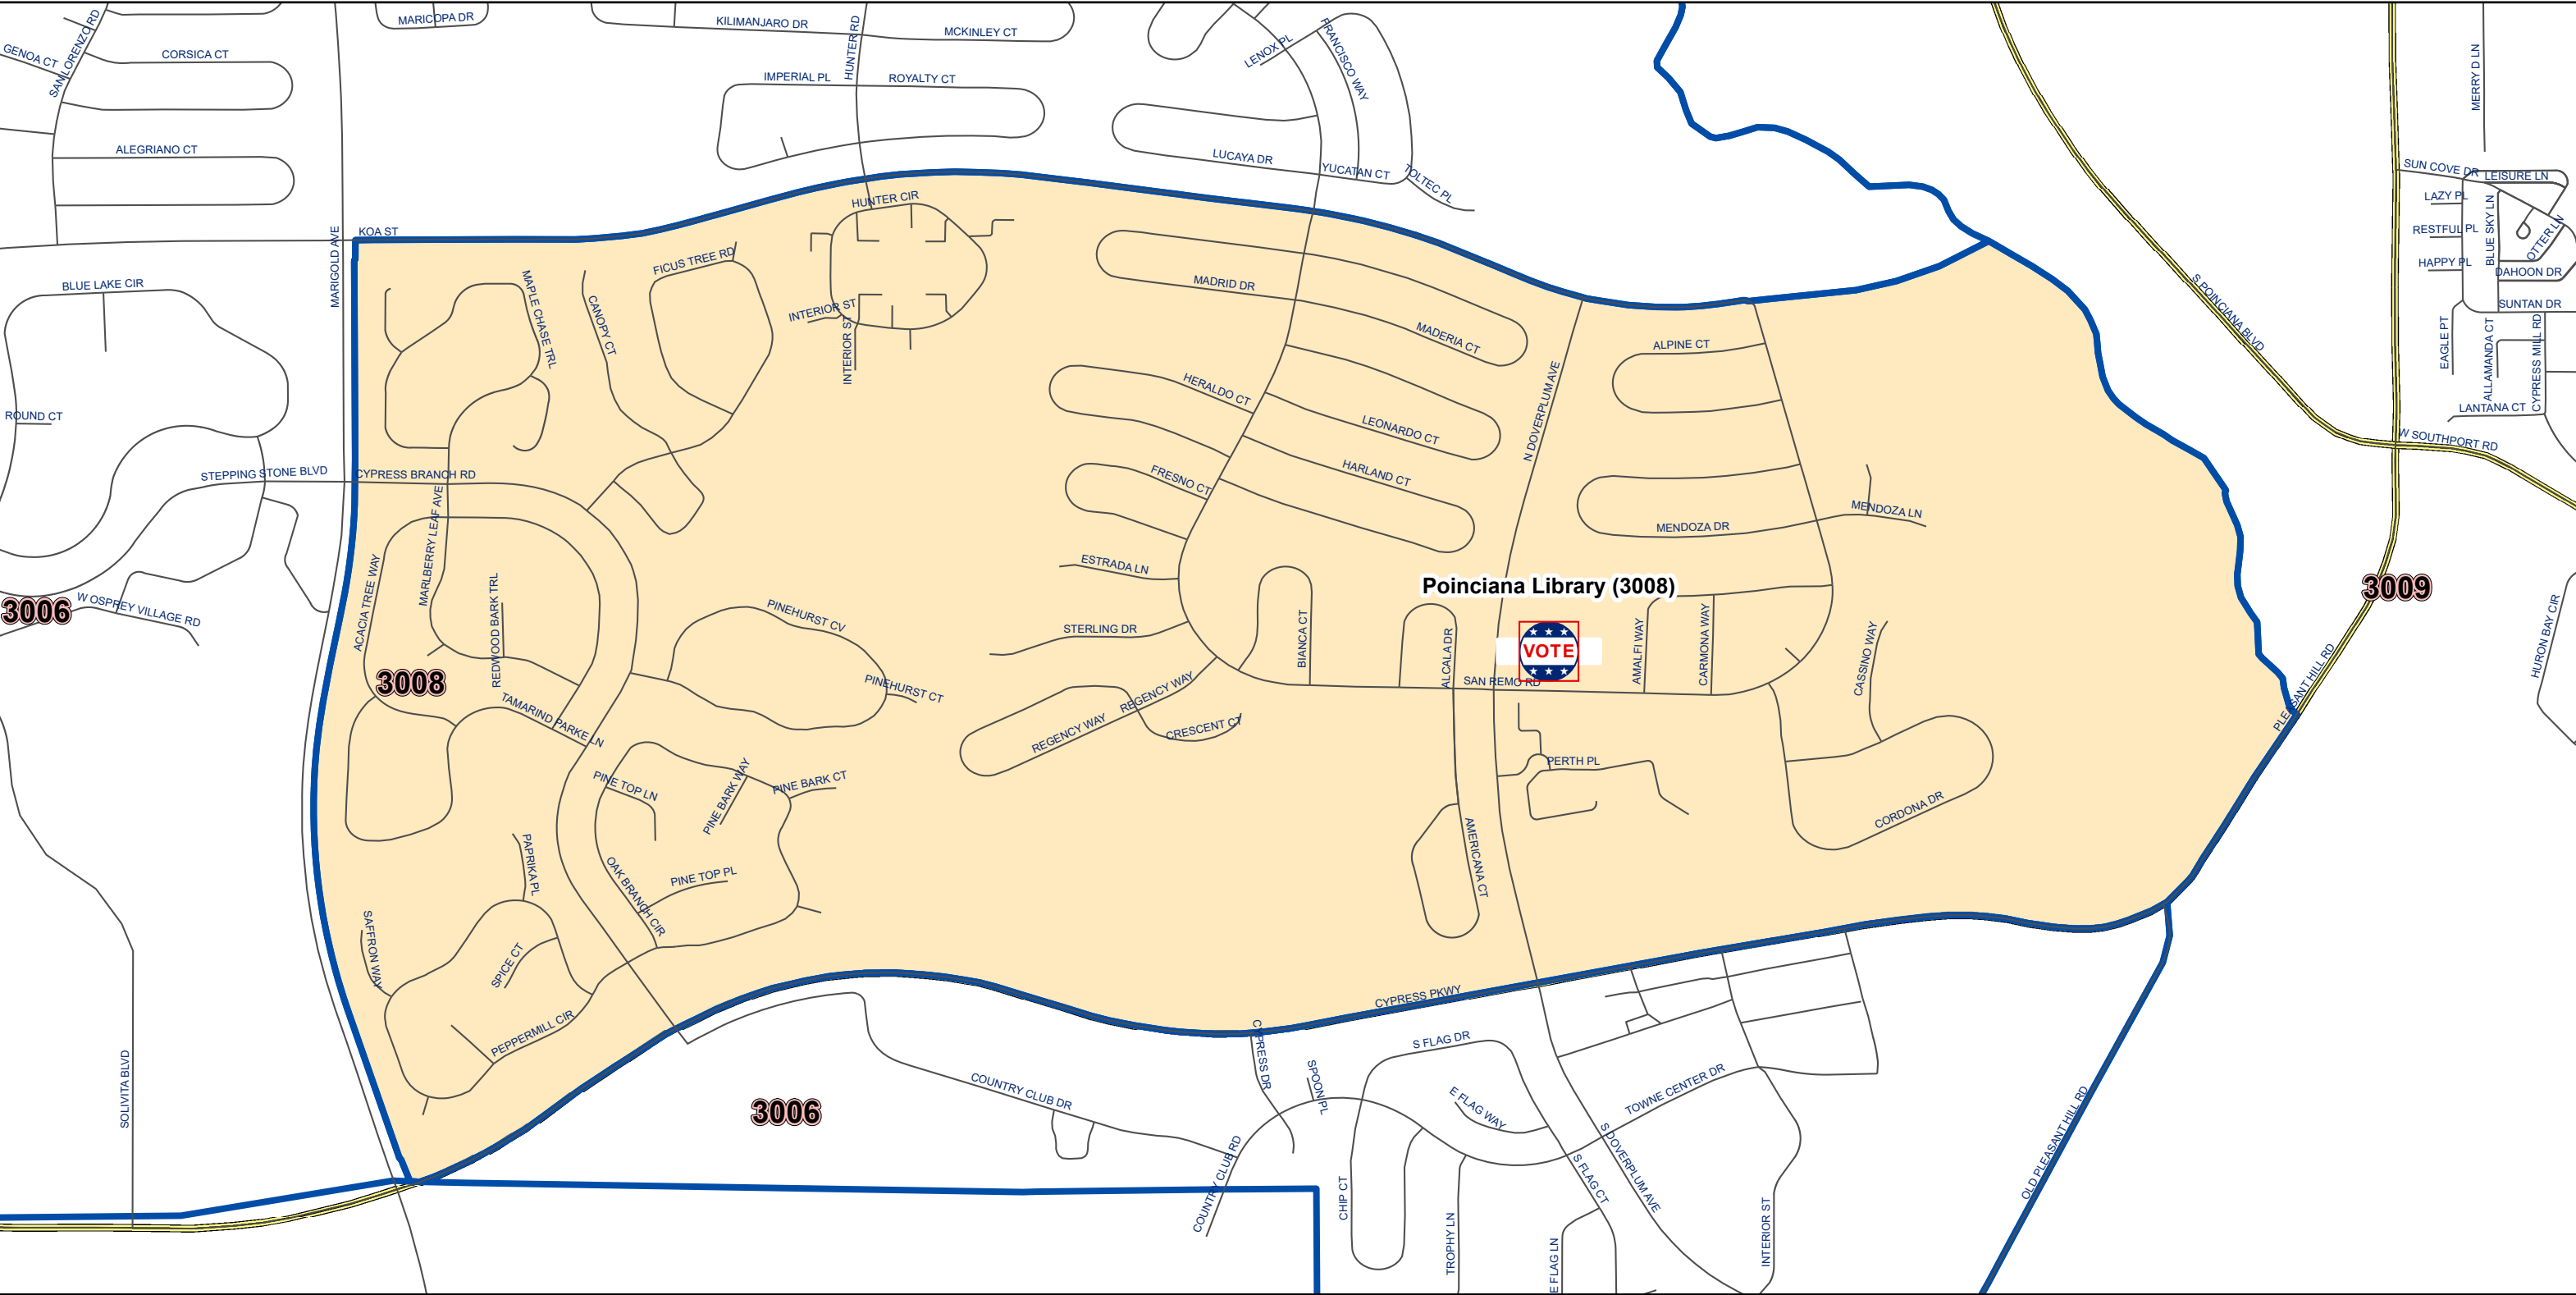 MARICOPA DR
KILIMANJARO DR
MCKINLEY CT
HUNTER RD
SAN LORENZO RD
GENOA CT
CORSICA CT
LENOX PL
FRANCISCO WAY
MERRY D LN
IMPERIAL PL
ROYALTY CT
ALEGRIANO CT
LUCAYA DR
YUCATAN CT
TOLTEC PL
SUN COVE DR
LEISURE LN
LAZY PL
BLUE SKY LN
OTTER LN
RESTFUL PL
HAPPY PL
DAHOON DR
SUNTAN DR
HUNTER CIR
KOA ST
MARIGOLD AVE
FICUS TREE RD
MAPLE CHASE TRL
CANOPY CT
INTERIOR ST
INTERIOR ST
MADRID DR
MADERIA CT
ALPINE CT
S POINCIANA BLVD
EAGLE PT
ALLAMANDA CT
CYPRESS MILL RD
LANTANA CT
W SOUTHPORT RD
BLUE LAKE CIR
ROUND CT
HERALDO CT
LEONARDO CT
N DOVERPLUM AVE
STEPPING STONE BLVD
CYPRESS BRANCH RD
FRESNO CT
HARLAND CT
MENDOZA DR
MENDOZA LN
MARLBERRY LEAF AVE
ACACIA TREE WAY
REDWOOD BARK TRL
ESTRADA LN
Poinciana Library (3008)
3006
3009
W OSPREY VILLAGE RD
PINEHURST CV
STERLING DR
BIANCA CT
ALCALA DR
VOTE
AMALFI WAY
CARMONA WAY
CASSINO WAY
HURON BAY CIR
3008
PINEHURST CT
SAN REMO RD
REGENCY WAY
REGENCY WAY
CRESCENT CT
TAMARIND PARKE LN
PLEASANT HILL RD
PERTH PL
PINE TOP LN
PINE BARK WAY
PINE BARK CT
CORDONA DR
AMERICANA CT
PAPRIKA PL
OAK BRANCH CIR
PINE TOP PL
SAFFRON WAY
SPICE CT
PEPPERMILL CIR
CYPRESS PKWY
SOLIVITA BLVD
CYPRESS DR
S FLAG DR
SPOON PL
E FLAG WAY
TOWNE CENTER DR
COUNTRY CLUB DR
3006
COUNTRY CLUB RD
S DOVERPLUM AVE
S FLAG CT
OLD PLEASANT HILL RD
CHIP CT
TROPHY LN
E FLAG LN
INTERIOR ST